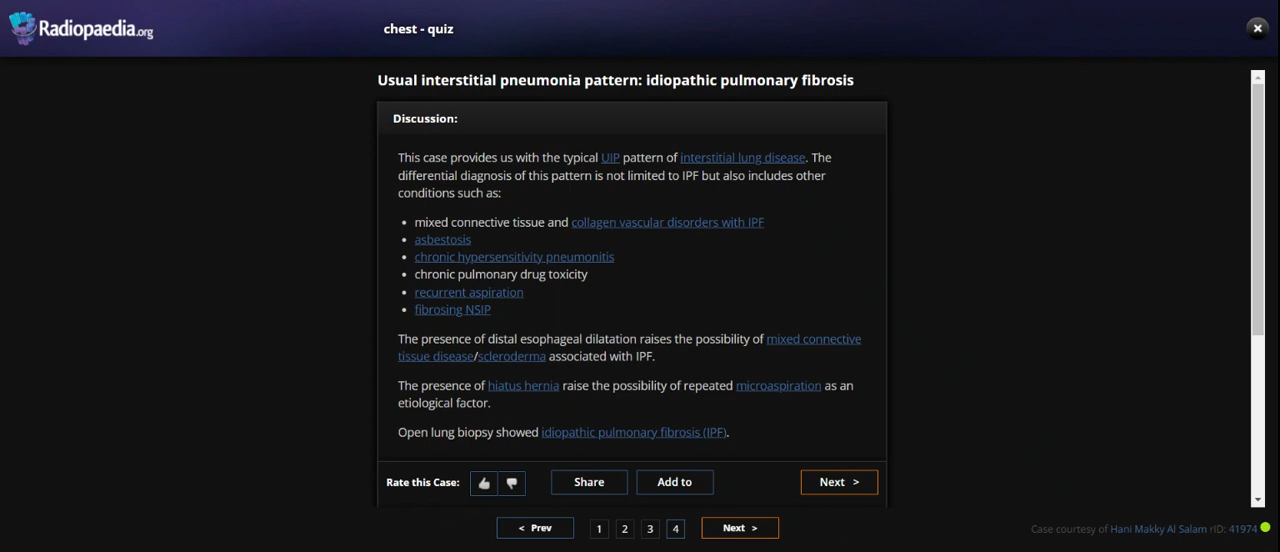 Radiopaedia.org
chest - quiz
Usual interstitial pneumonia pattern: idiopathic pulmonary fibrosis
Discussion:
This case provides us with the typical UIP pattern of interstitial lung disease. The
differential diagnosis of this pattern is not limited to IPF but also includes other
conditions such as:
• mixed connective tissue and collagen vascular disorders with IPF
• asbestosis
• chronic hypersensitivity pneumonitis
• chronic pulmonary drug toxicity
• recurrent aspiration
• fibrosing NSIP
The presence of distal esophageal dilatation raises the possibility of mixed connective
tissue disease/scleroderma associated with IPF.
The presence of hiatus hernia raise the possibility of repeated microaspiration as an
etiological factor.
Open lung biopsy showed idiopathic pulmonary fibrosis (IPF).
Rate this Case: Share Add to Next >
< Prev 1 2 3 4 Next >
Case courtesy of Hani Makky Al Salam rID: 41974